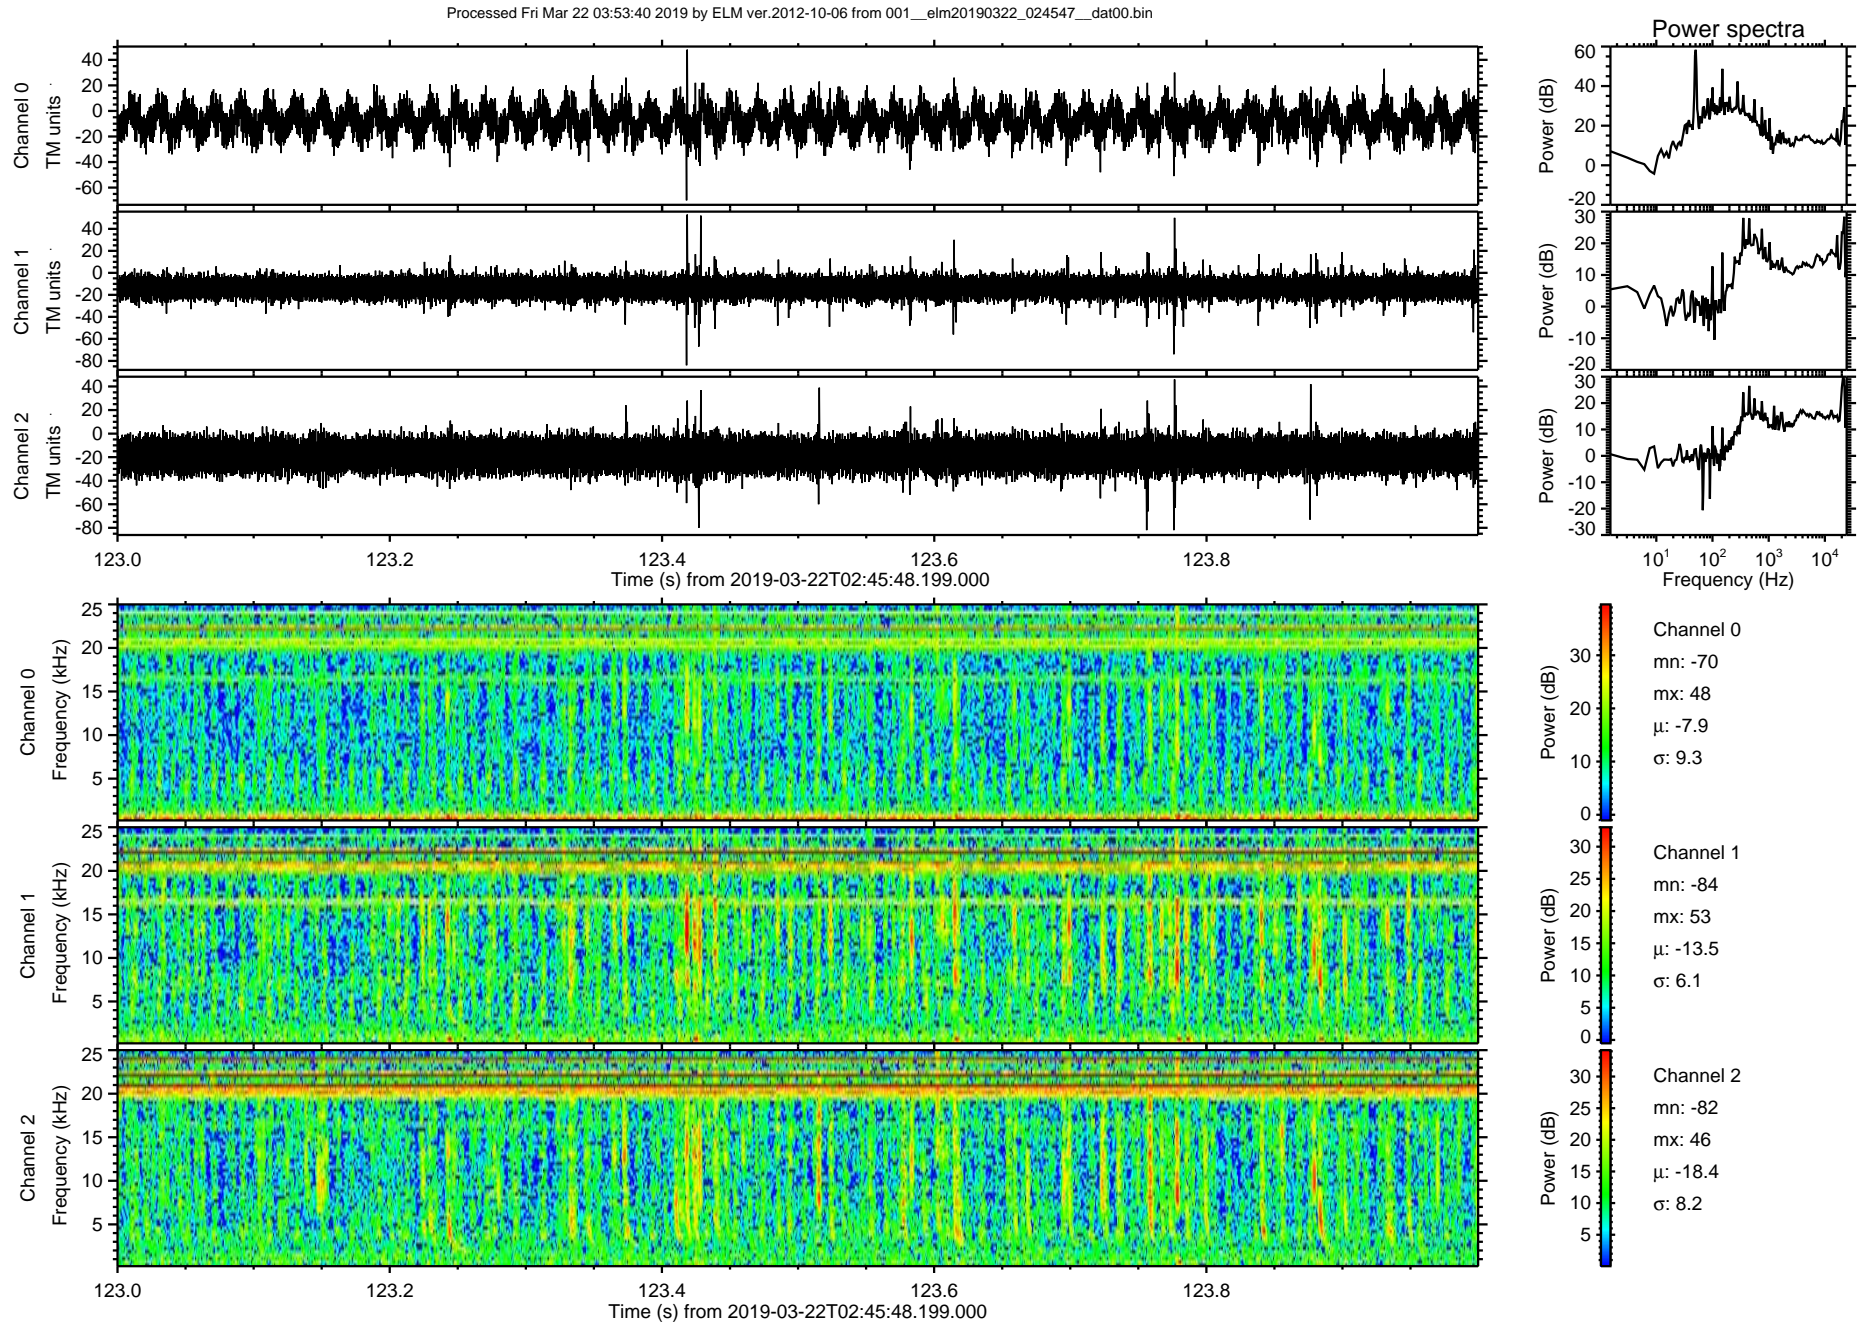 Processed Fri Mar 22 03:53:40 2019 by ELM ver.2012-10-06 from 001__elm20190322_024547__dat00.bin
Power spectra
Channel 0
TM units
40
20
0
-20
-40
-60
Power (dB)
60
40
20
0
-20
Channel 1
TM units
40
20
0
-20
-40
-60
-80
Power (dB)
30
20
10
0
-10
-20
Channel 2
TM units
40
20
0
-20
-40
-60
-80
Power (dB)
30
20
10
0
-10
-20
-30
123.0 123.2 123.4 123.6 123.8
Time (s) from 2019-03-22T02:45:48.199.000
10¹ 10² 10³ 10⁴
Frequency (Hz)
Channel 0
Frequency (kHz)
25
20
15
10
5
Power (dB)
30
20
10
0
Channel 0
mn: -70
mx: 48
μ: -7.9
σ: 9.3
Channel 1
Frequency (kHz)
25
20
15
10
5
Power (dB)
30
25
20
15
10
5
0
Channel 1
mn: -84
mx: 53
μ: -13.5
σ: 6.1
Channel 2
Frequency (kHz)
25
20
15
10
5
Power (dB)
30
25
20
15
10
5
Channel 2
mn: -82
mx: 46
μ: -18.4
σ: 8.2
123.0 123.2 123.4 123.6 123.8
Time (s) from 2019-03-22T02:45:48.199.000